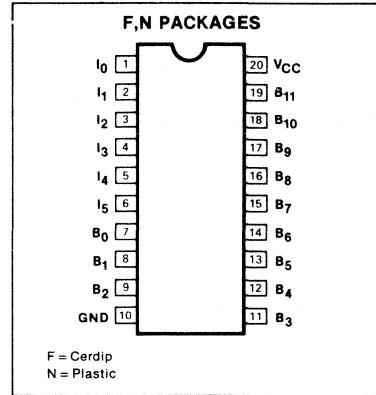 F,N PACKAGES
I0 1 20 VCC
I1 2 19 B11
I2 3 18 B10
I3 4 17 B9
I4 5 16 B8
I5 6 15 B7
B0 7 14 B6
B1 8 13 B5
B2 9 12 B4
GND 10 11 B3
F = Cerdip
N = Plastic